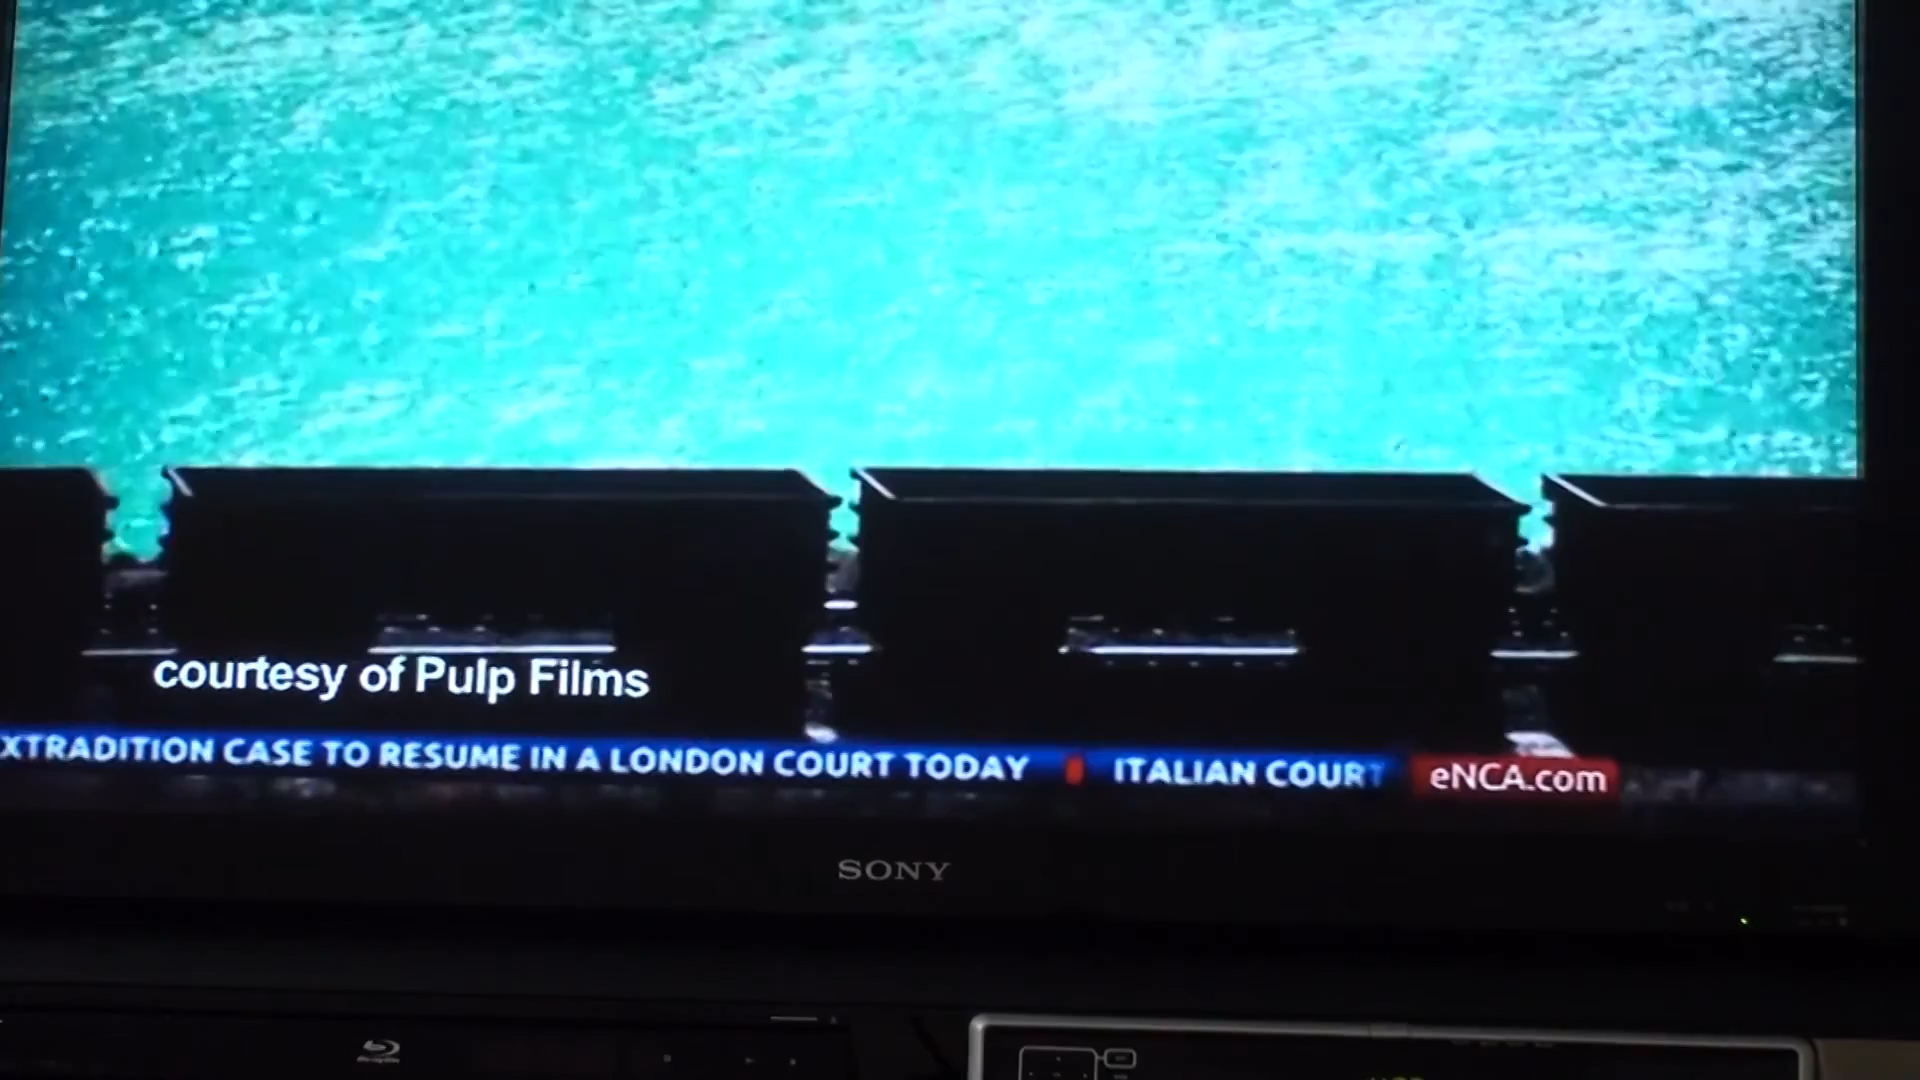 courtesy of Pulp Films
XTRADITION CASE TO RESUME IN A LONDON COURT TODAY ITALIAN COURT eNCA.com
SONY